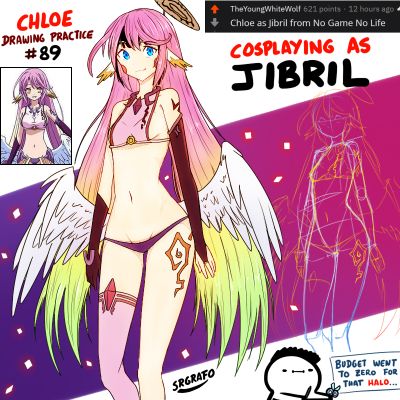 CHLOE
DRAWING PRACTICE
#89
TheYoungWhiteWolf 621 points · 12 hours ago
Chloe as Jibril from No Game No Life
COSPLAYING AS
JIBRIL
SRGRAFO
BUDGET WENT
TO ZERO FOR
THAT HALO...